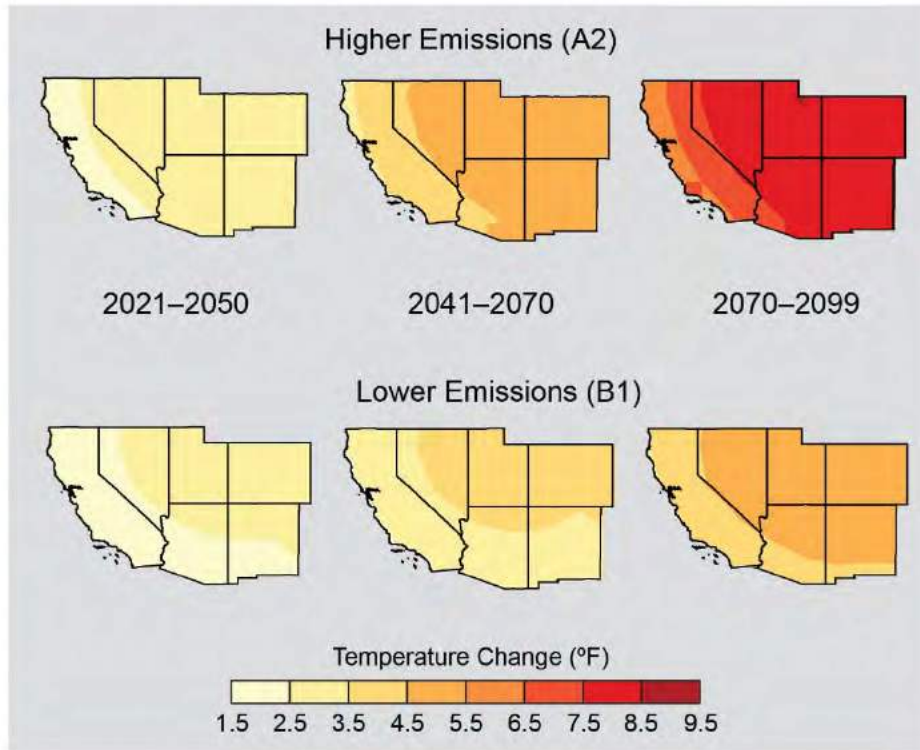 Higher Emissions (A2)
2021–2050 2041–2070 2070–2099
Lower Emissions (B1)
Temperature Change (ºF)
1.5 2.5 3.5 4.5 5.5 6.5 7.5 8.5 9.5